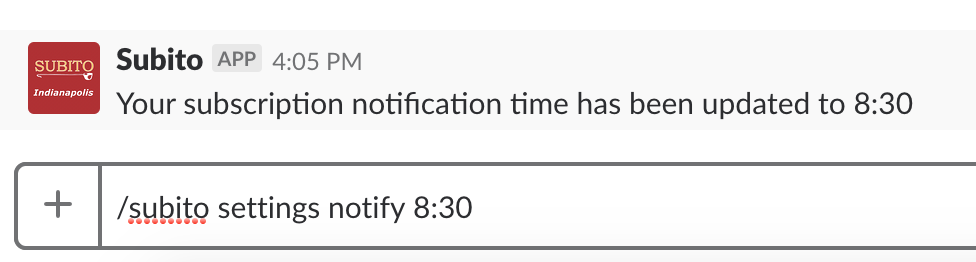 SUBITO
Indianapolis
Subito APP 4:05 PM
Your subscription notification time has been updated to 8:30
+ /subito settings notify 8:30